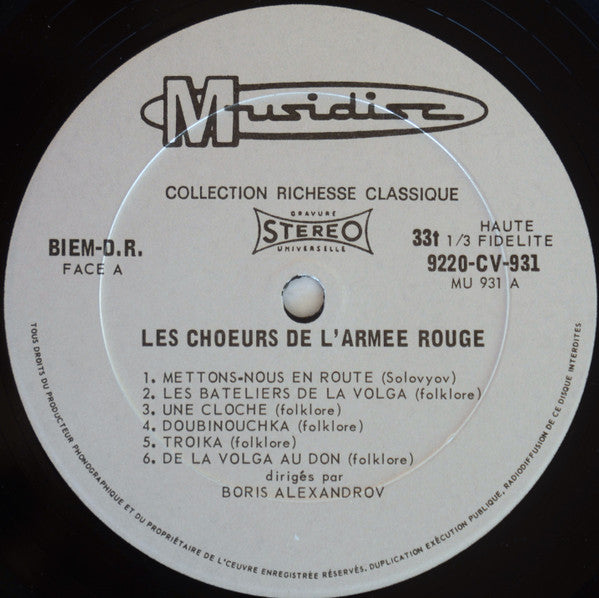 Musidisc
COLLECTION RICHESSE CLASSIQUE
GRAVURE
STEREO
UNIVERSELLE
BIEM-D.R.
FACE A
33t 1/3 HAUTE FIDELITE
9220-CV-931
MU 931 A
LES CHOEURS DE L'ARMEE ROUGE
1. METTONS-NOUS EN ROUTE (Solovyov)
2. LES BATELIERS DE LA VOLGA (folklore)
3. UNE CLOCHE (folklore)
4. DOUBINOUCHKA (folklore)
5. TROIKA (folklore)
6. DE LA VOLGA AU DON (folklore)
dirigés par
BORIS ALEXANDROV
TOUS DROITS DU PRODUCTEUR PHONOGRAPHIQUE ET DU PROPRIÉTAIRE DE L'ŒUVRE ENREGISTRÉE RÉSERVÉS. DUPLICATION EXÉCUTION PUBLIQUE, RADIODIFFUSION DE CE DISQUE INTERDITES